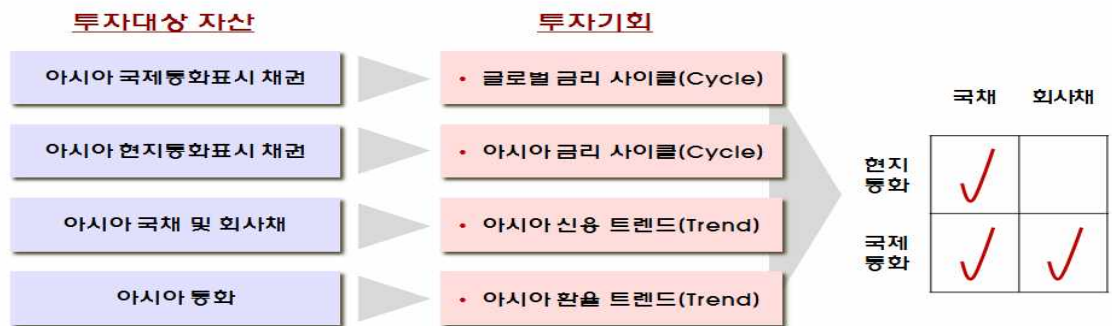 투자대상 자산
투자기회
아시아 국제통화표시 채권
• 글로벌 금리 사이클(Cycle)
아시아 현지통화표시 채권
• 아시아 금리 사이클(Cycle)
아시아 국채 및 회사채
• 아시아 신용 트렌드(Trend)
아시아 통화
• 아시아 환율 트렌드(Trend)
국채 회사채
현지
통화
국제
통화